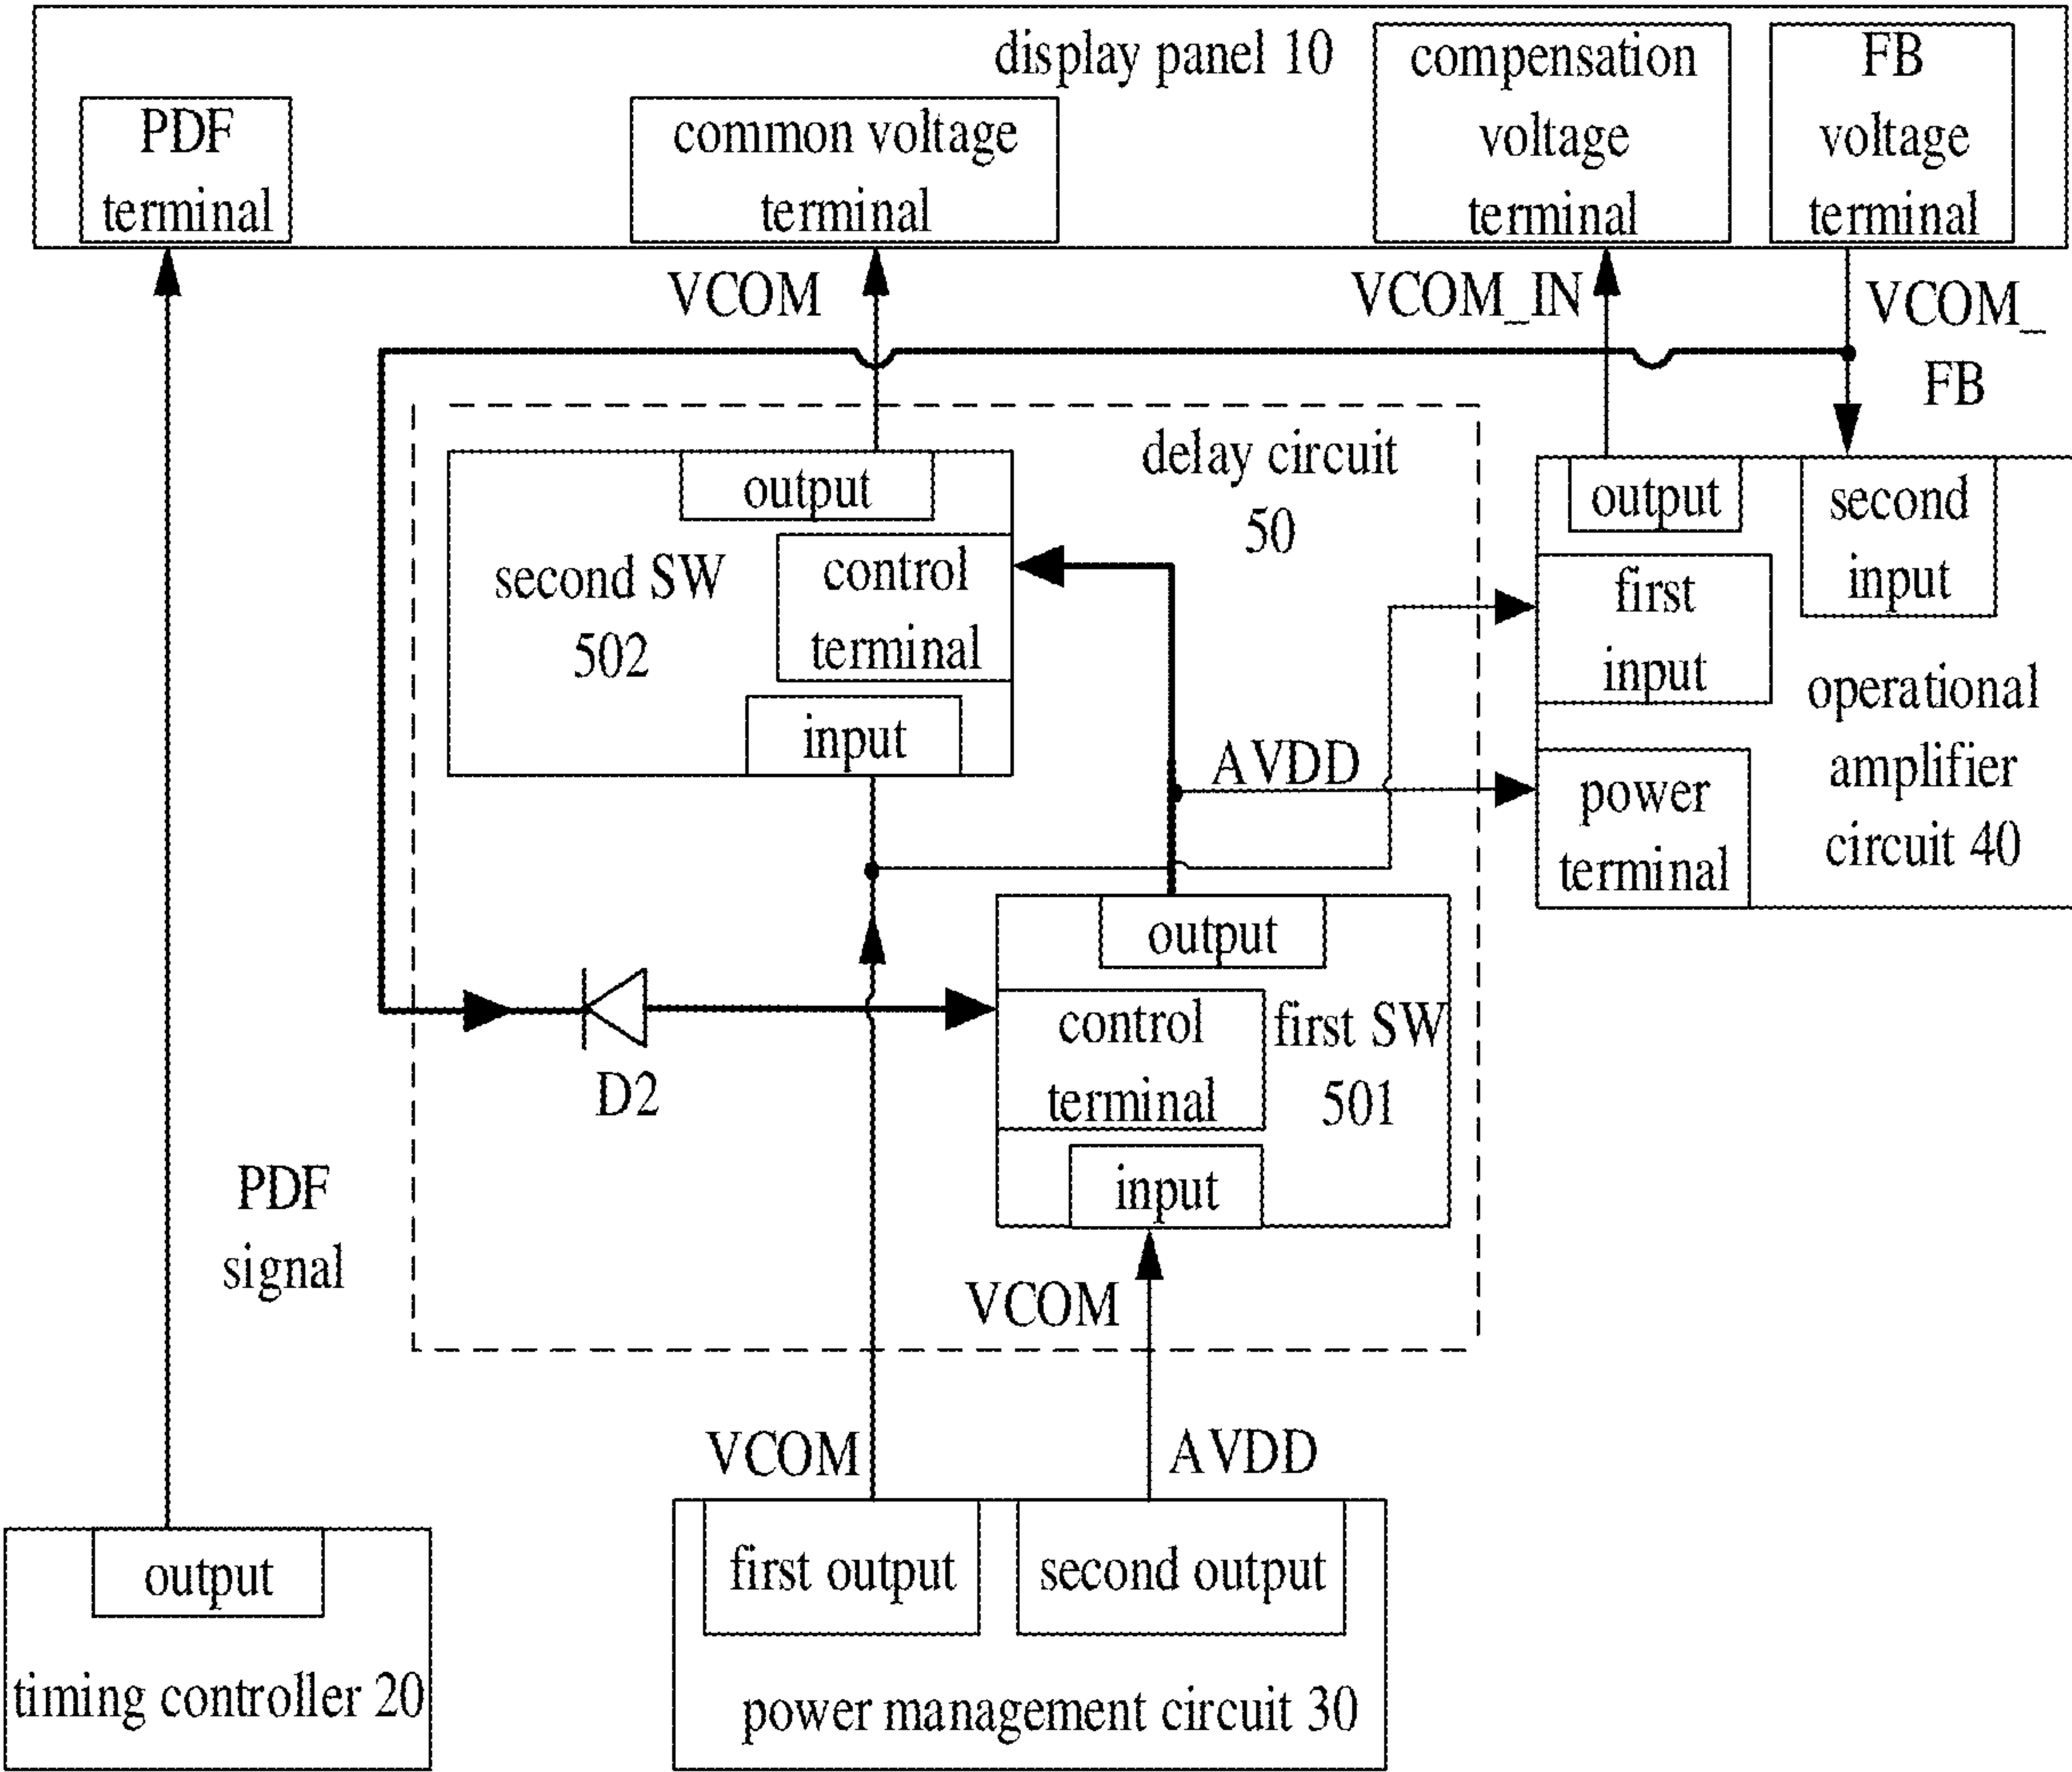 display panel 10
PDF
terminal
common voltage
terminal
compensation
voltage
terminal
FB
voltage
terminal
VCOM
VCOM_IN
VCOM_
FB
delay circuit
50
output
second SW
502
control
terminal
input
output
second
input
first
input
operational
amplifier
circuit 40
power
terminal
AVDD
output
control
terminal
first SW
501
input
D2
PDF
signal
VCOM
VCOM
AVDD
output
timing controller 20
first output
second output
power management circuit 30